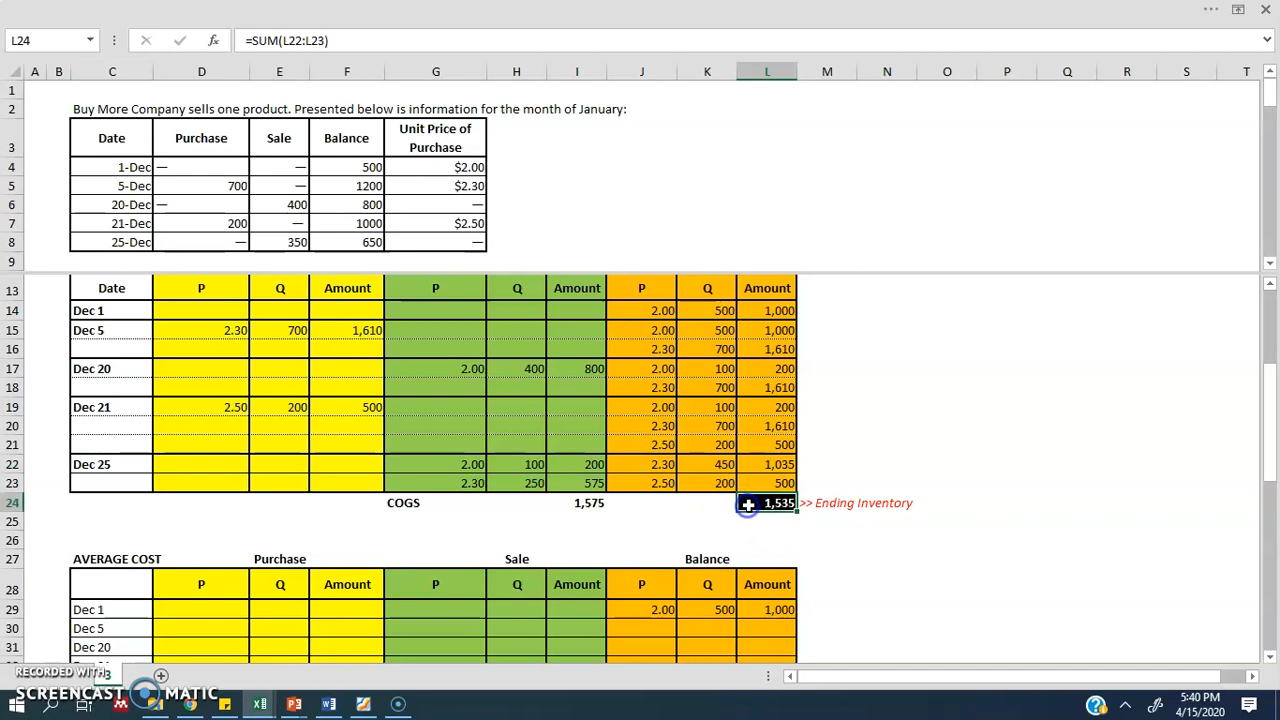 L24 fx =SUM(L22:L23)
A B C D E F G H I J K L M N O P Q R S T
1
2 Buy More Company sells one product. Presented below is information for the month of January:
3 Date Purchase Sale Balance Unit Price of Purchase
4 1-Dec — — 500 $2.00
5 5-Dec 700 — 1200 $2.30
6 20-Dec — 400 800 —
7 21-Dec 200 — 1000 $2.50
8 25-Dec — 350 650 —
9
13 Date P Q Amount P Q Amount P Q Amount
14 Dec 1 2.00 500 1,000
15 Dec 5 2.30 700 1,610 2.00 500 1,000
16 2.30 700 1,610
17 Dec 20 2.00 400 800 2.00 100 200
18 2.30 700 1,610
19 Dec 21 2.50 200 500 2.00 100 200
20 2.30 700 1,610
21 2.50 200 500
22 Dec 25 2.00 100 200 2.30 450 1,035
23 2.30 250 575 2.50 200 500
24 COGS 1,575 1,535 >> Ending Inventory
25
26
27 AVERAGE COST Purchase Sale Balance
28 P Q Amount P Q Amount P Q Amount
29 Dec 1 2.00 500 1,000
30 Dec 5
31 Dec 20
RECORDED WITH
SCREENCAST MATIC
3
5:40 PM
4/15/2020